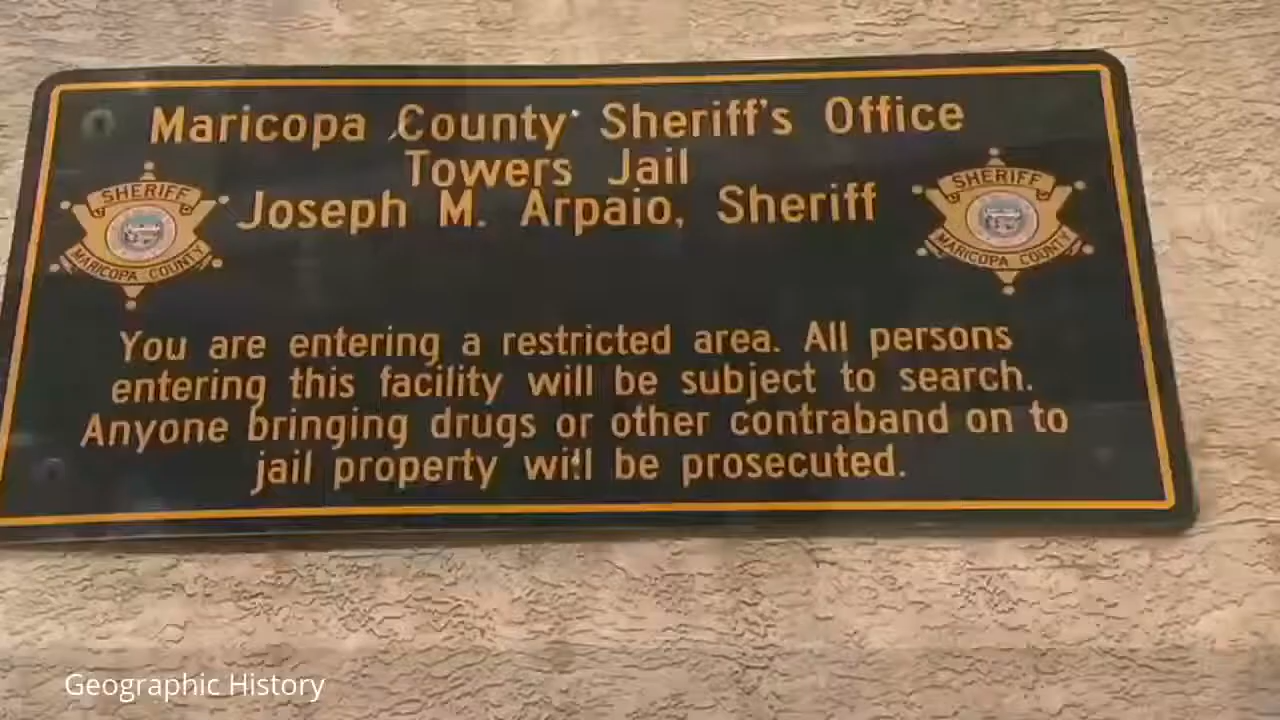 Maricopa County Sheriff's Office
Towers Jail
Joseph M. Arpaio, Sheriff
SHERIFF
MARICOPA COUNTY
SHERIFF
MARICOPA COUNTY
You are entering a restricted area. All persons
entering this facility will be subject to search.
Anyone bringing drugs or other contraband on to
jail property will be prosecuted.
Geographic History